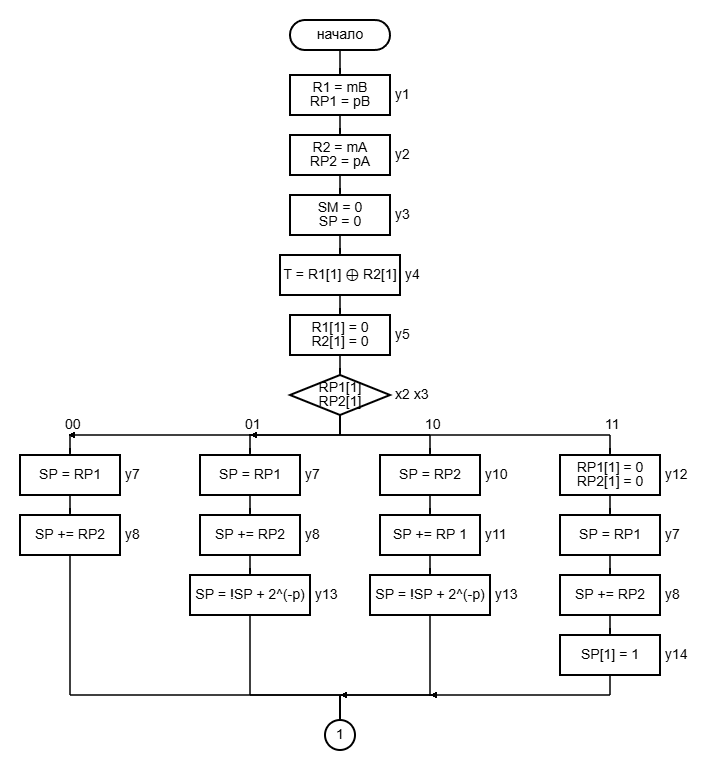 начало
R1 = mB
RP1 = pB
y1
R2 = mA
RP2 = pA
y2
SM = 0
SP = 0
y3
T = R1[1] ⊕ R2[1]
y4
R1[1] = 0
R2[1] = 0
y5
RP1[1]
RP2[1]
x2 x3
00
01
10
11
SP = RP1
y7
SP = RP1
y7
SP = RP2
y10
RP1[1] = 0
RP2[1] = 0
y12
SP += RP2
y8
SP += RP2
y8
SP += RP 1
y11
SP = RP1
y7
SP = !SP + 2^(-p)
y13
SP = !SP + 2^(-p)
y13
SP += RP2
y8
SP[1] = 1
y14
1